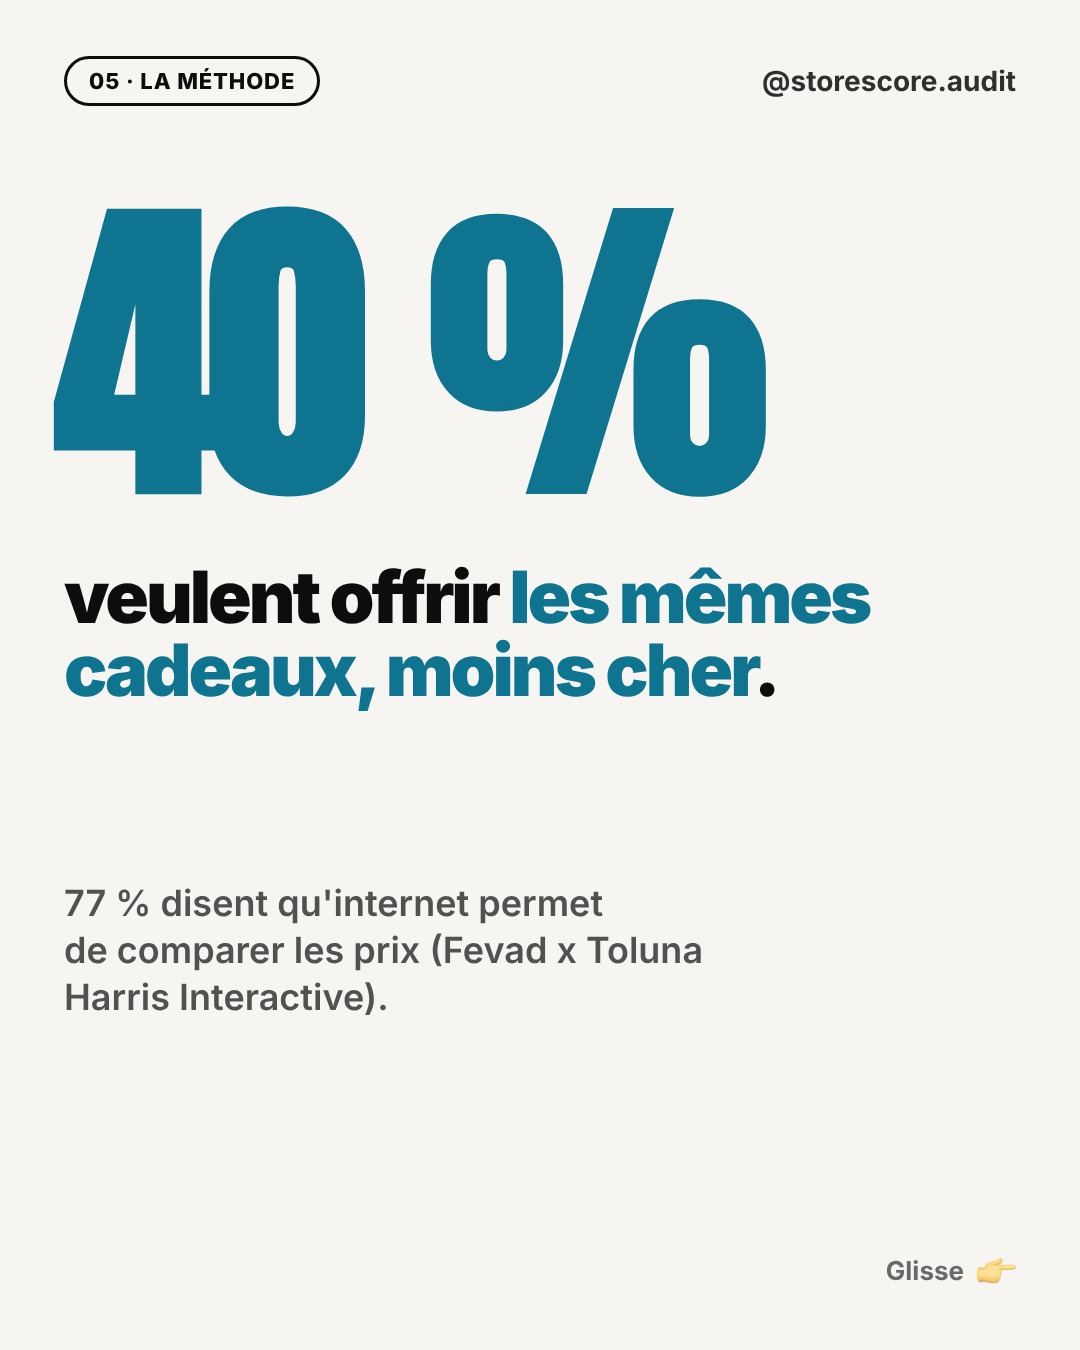 05 · LA MÉTHODE
@storescore.audit
40 %
veulent offrir les mêmes
cadeaux, moins cher.
77 % disent qu'internet permet
de comparer les prix (Fevad x Toluna
Harris Interactive).
Glisse 👉